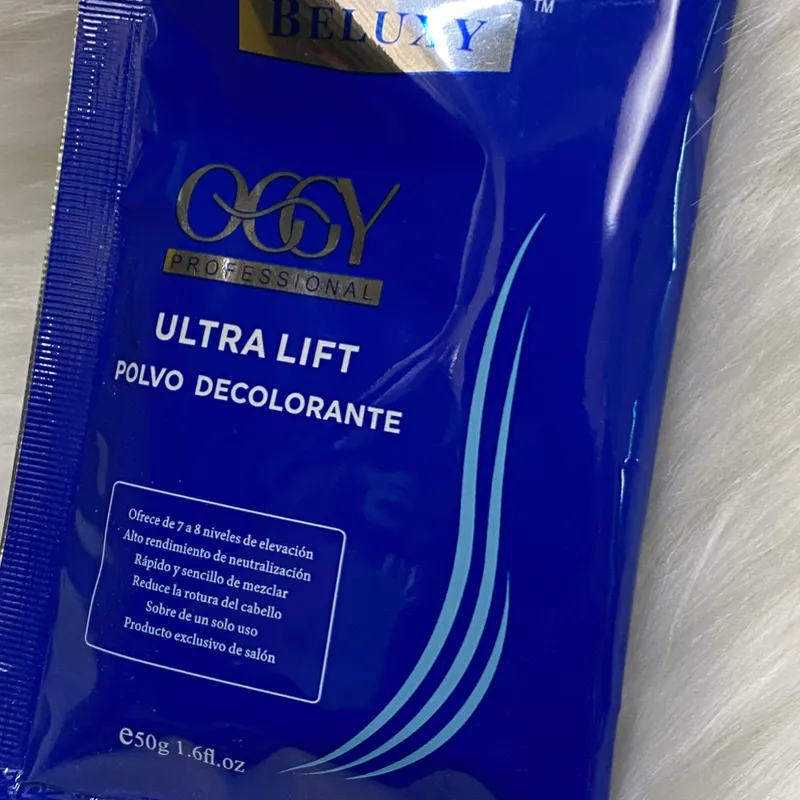 BELUXY
™
OGGY
PROFESSIONAL
ULTRA LIFT
POLVO DECOLORANTE
Ofrece de 7 a 8 niveles de elevación
Alto rendimiento de neutralización
Rápido y sencillo de mezclar
Reduce la rotura del cabello
Sobre de un solo uso
Producto exclusivo de salón
℮50g 1.6fl.oz